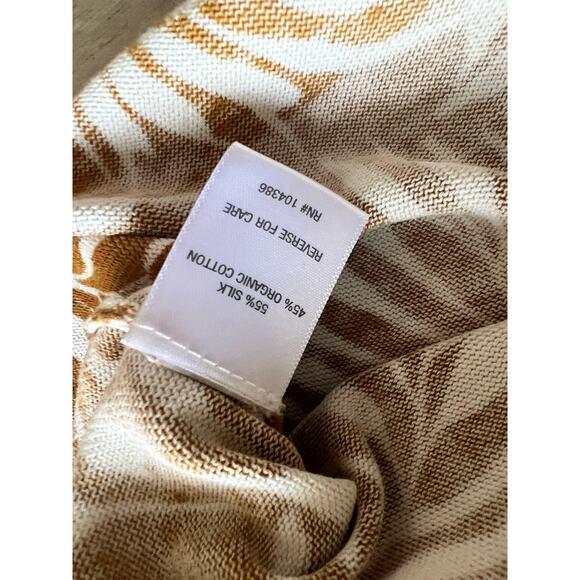 55% SILK
45% ORGANIC COTTON
REVERSE FOR CARE
RN# 104386